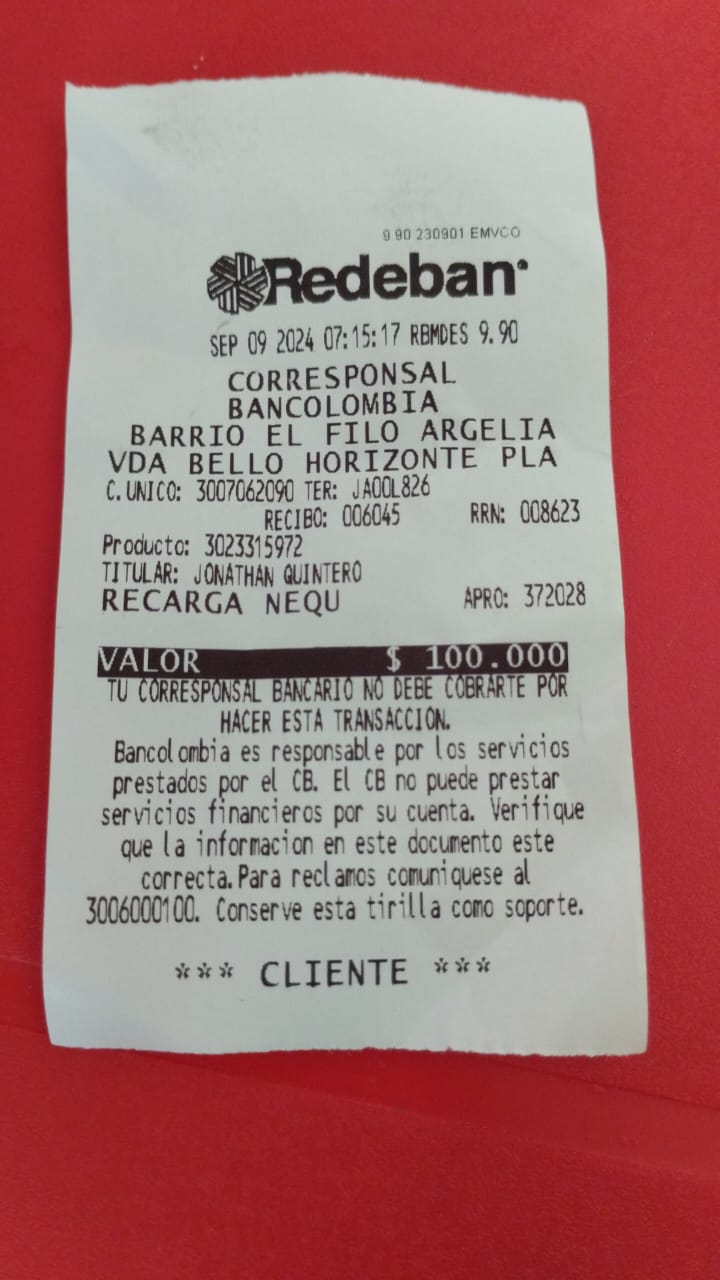 9.90 230901 EMVCO
Redeban
SEP 09 2024 07:15:17 RBMDES 9.90
CORRESPONSAL
BANCOLOMBIA
BARRIO EL FILO ARGELIA
VDA BELLO HORIZONTE PLA
C. UNICO: 3007062090 TER: JAOOL826
RECIBO: 006045 RRN: 008623
Producto: 3023315972
TITULAR: JONATHAN QUINTERO
RECARGA NEQU APRO: 372028
VALOR $ 100.000
TU CORRESPONSAL BANCARIO NO DEBE COBRARTE POR
HACER ESTA TRANSACCION.
Bancolombia es responsable por los servicios
prestados por el CB. El CB no puede prestar
servicios financieros por su cuenta. Verifique
que la informacion en este documento este
correcta. Para reclamos comuniquese al
3006000100. Conserve esta tirilla como soporte.
*** CLIENTE ***